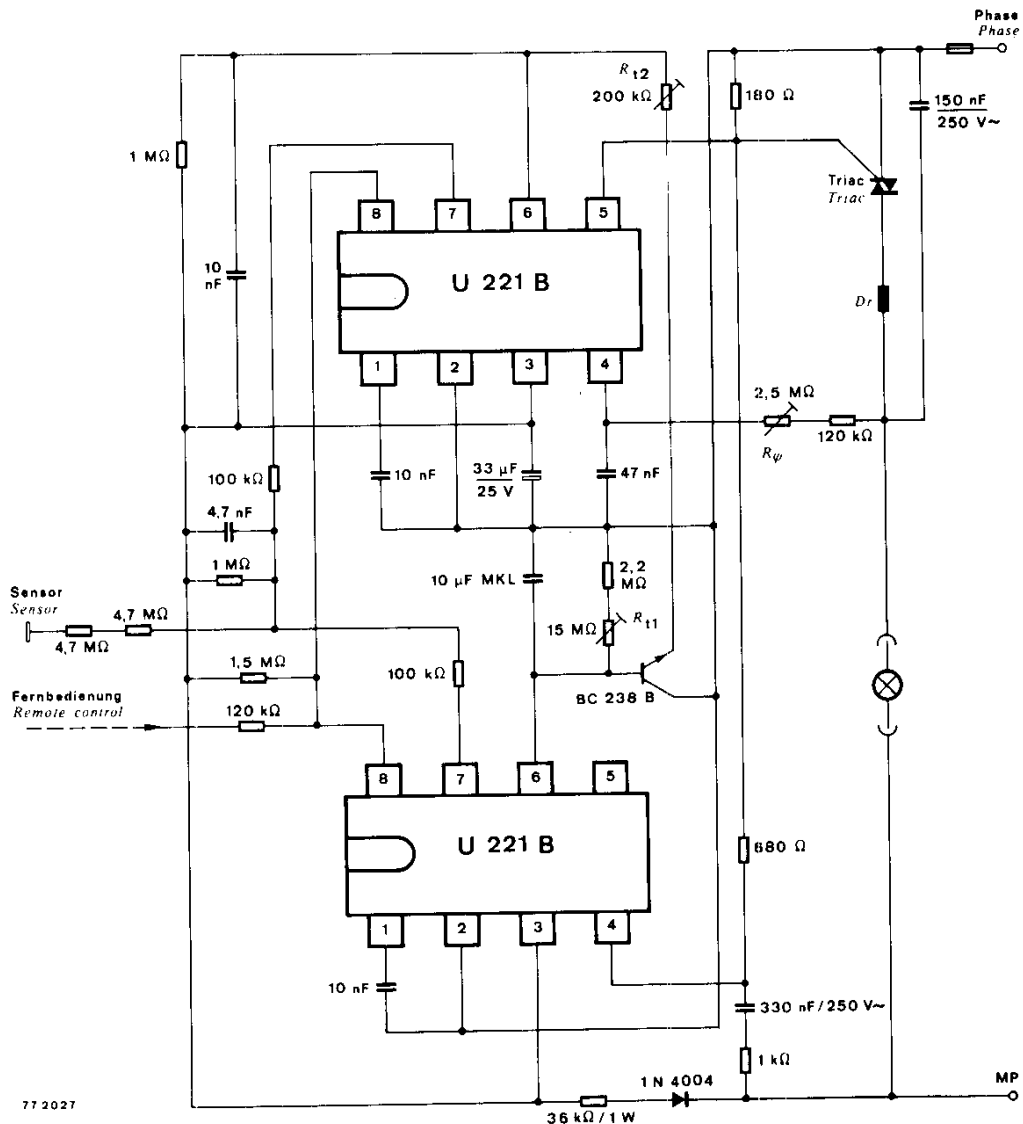 Phase
Phase
R t2
200 kΩ
180 Ω
150 nF
250 V~
1 MΩ
8
7
6
5
Triac
Triac
10
nF
U 221 B
Dr
1
2
3
4
2,5 MΩ
Rψ
120 kΩ
100 kΩ
10 nF
33 µF
25 V
47 nF
4,7 nF
1 MΩ
10 µF MKL
2,2
MΩ
Sensor
Sensor
4,7 MΩ
4,7 MΩ
15 MΩ
R t1
1,5 MΩ
100 kΩ
BC 238 B
Fernbedienung
Remote control
120 kΩ
8
7
6
5
U 221 B
680 Ω
1
2
3
4
10 nF
330 nF/250 V~
1 kΩ
1 N 4004
MP
77 2027
36 kΩ/1 W